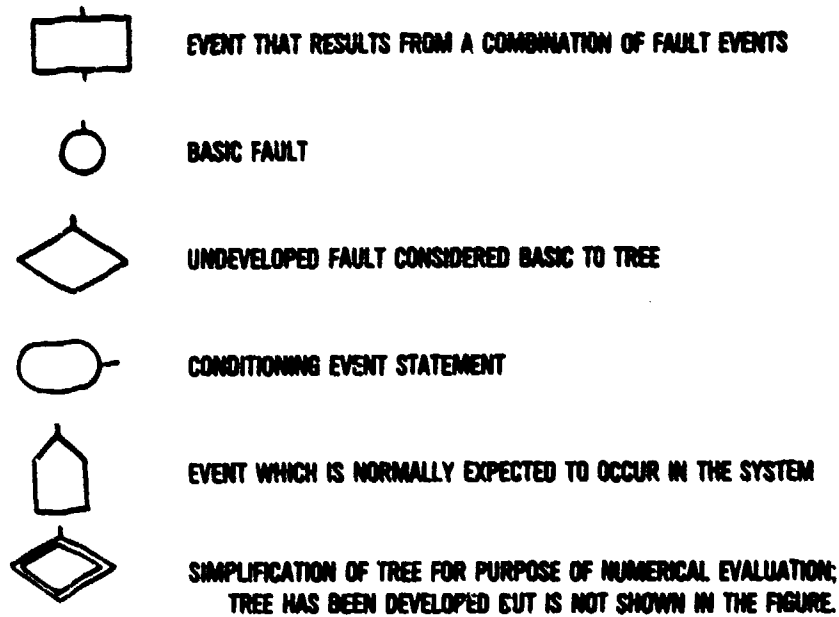 EVENT THAT RESULTS FROM A COMBINATION OF FAULT EVENTS
BASIC FAULT
UNDEVELOPED FAULT CONSIDERED BASIC TO TREE
CONDITIONING EVENT STATEMENT
EVENT WHICH IS NORMALLY EXPECTED TO OCCUR IN THE SYSTEM
SIMPLIFICATION OF TREE FOR PURPOSE OF NUMERICAL EVALUATION;
TREE HAS BEEN DEVELOPED BUT IS NOT SHOWN IN THE FIGURE.